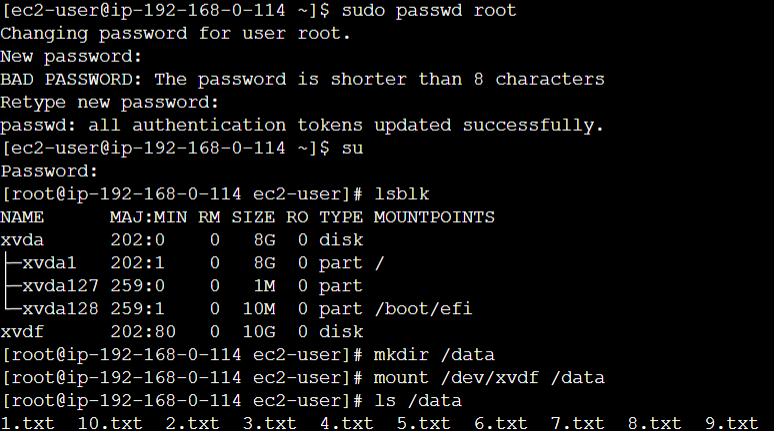 [ec2-user@ip-192-168-0-114 ~]$ sudo passwd root
Changing password for user root.
New password:
BAD PASSWORD: The password is shorter than 8 characters
Retype new password:
passwd: all authentication tokens updated successfully.
[ec2-user@ip-192-168-0-114 ~]$ su
Password:
[root@ip-192-168-0-114 ec2-user]# lsblk
NAME      MAJ:MIN RM SIZE RO TYPE MOUNTPOINTS
xvda      202:0    0   8G  0 disk
├─xvda1   202:1    0   8G  0 part /
├─xvda127 259:0    0   1M  0 part
└─xvda128 259:1    0  10M  0 part /boot/efi
xvdf      202:80   0  10G  0 disk
[root@ip-192-168-0-114 ec2-user]# mkdir /data
[root@ip-192-168-0-114 ec2-user]# mount /dev/xvdf /data
[root@ip-192-168-0-114 ec2-user]# ls /data
1.txt  10.txt  2.txt  3.txt  4.txt  5.txt  6.txt  7.txt  8.txt  9.txt